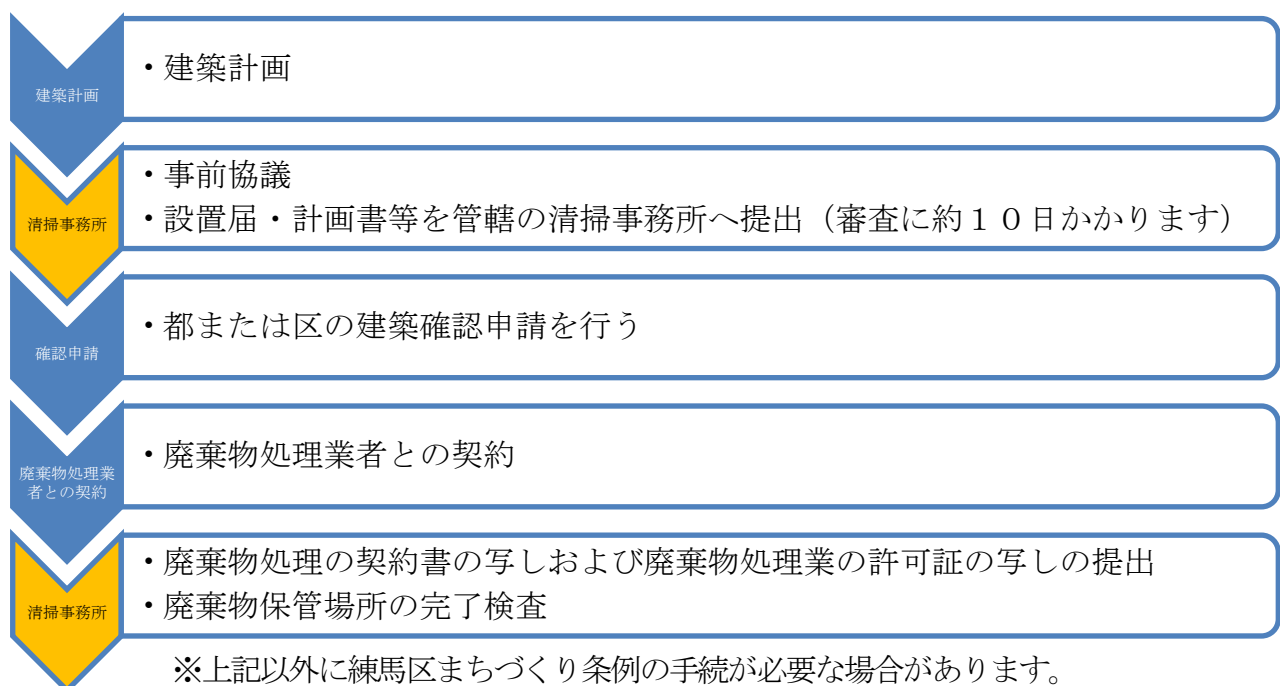 建築計画
・建築計画
清掃事務所
・事前協議
・設置届・計画書等を管轄の清掃事務所へ提出（審査に約１０日かかります）
確認申請
・都または区の建築確認申請を行う
廃棄物処理業
者との契約
・廃棄物処理業者との契約
清掃事務所
・廃棄物処理の契約書の写しおよび廃棄物処理業の許可証の写しの提出
・廃棄物保管場所の完了検査
※上記以外に練馬区まちづくり条例の手続が必要な場合があります。